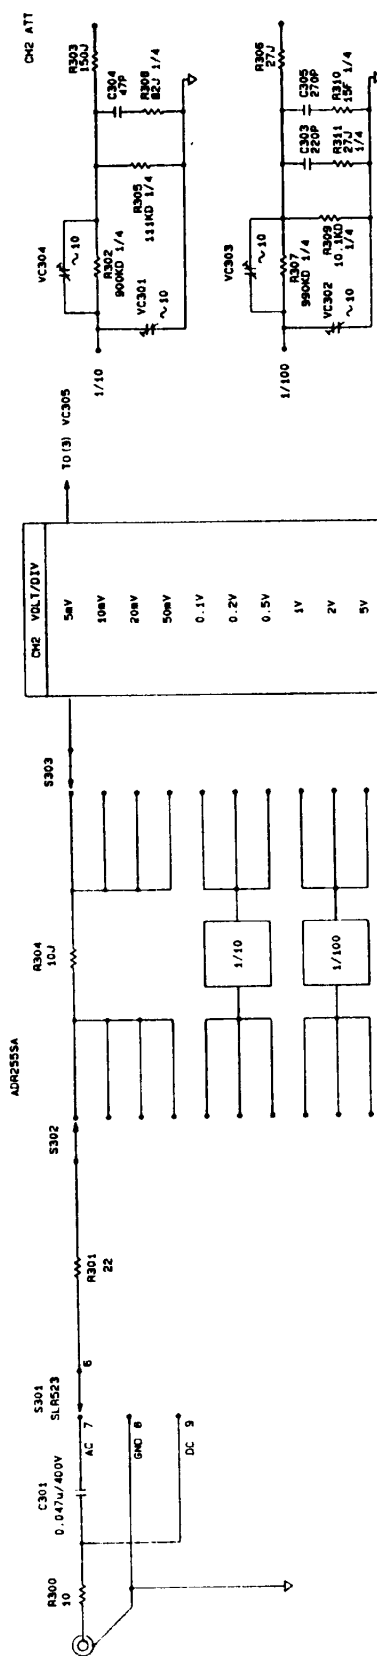 R300
10
C301
0.047u/400V
S301
SLR523
AC 7
GND 8
DC 9
6
R301
22
ADR255SA
S302
R304
10J
S303
1/10
1/100
CH2 VOLT/DIV
5mV
10mV
20mV
50mV
0.1V
0.2V
0.5V
1V
2V
5V
TO (3) VC305
CH2 ATT
1/10
VC304
~10
R302
900KD 1/4
VC301
~10
R305
111KD 1/4
R303
150J
C304
47P
R308
82J 1/4
1/100
VC303
~10
R307
990KD 1/4
VC302
~10
R309
10.1KD
1/4
R306
27J
C303
220P
R311
27J
1/4
C305
270P
R310
15F 1/4